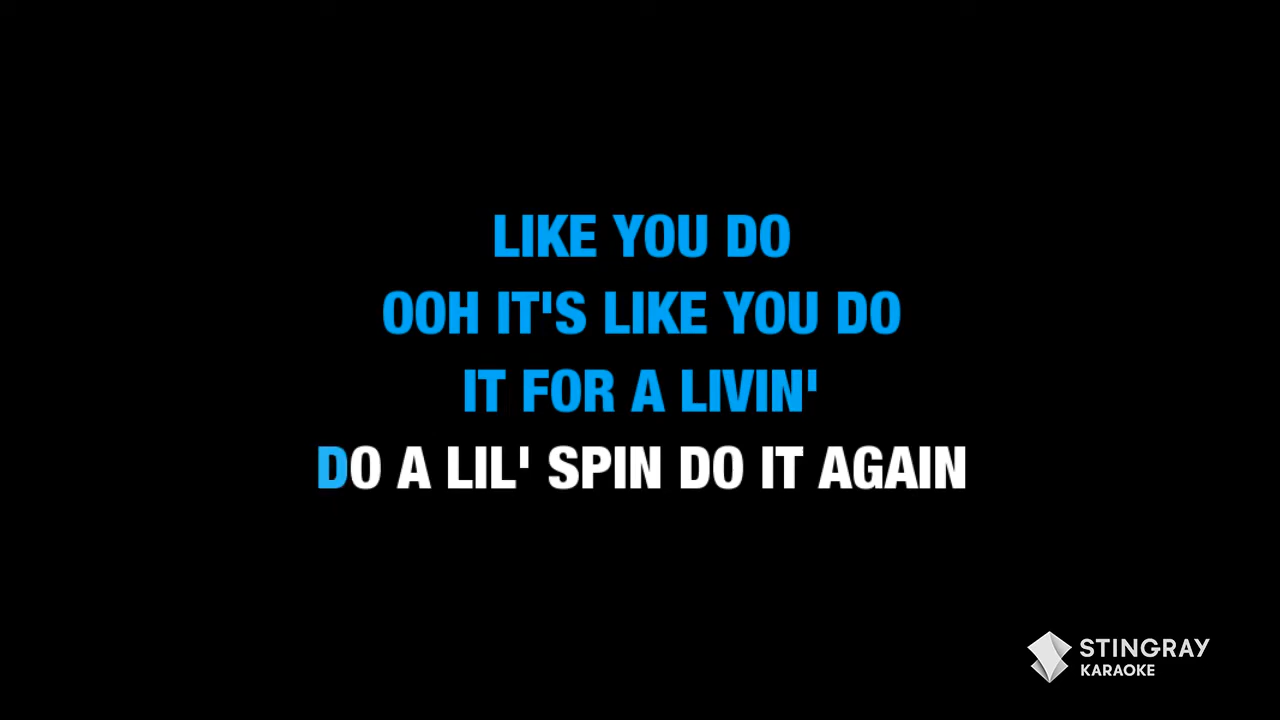 LIKE YOU DO
OOH IT'S LIKE YOU DO
IT FOR A LIVIN'
DO A LIL' SPIN DO IT AGAIN
STINGRAY
KARAOKE